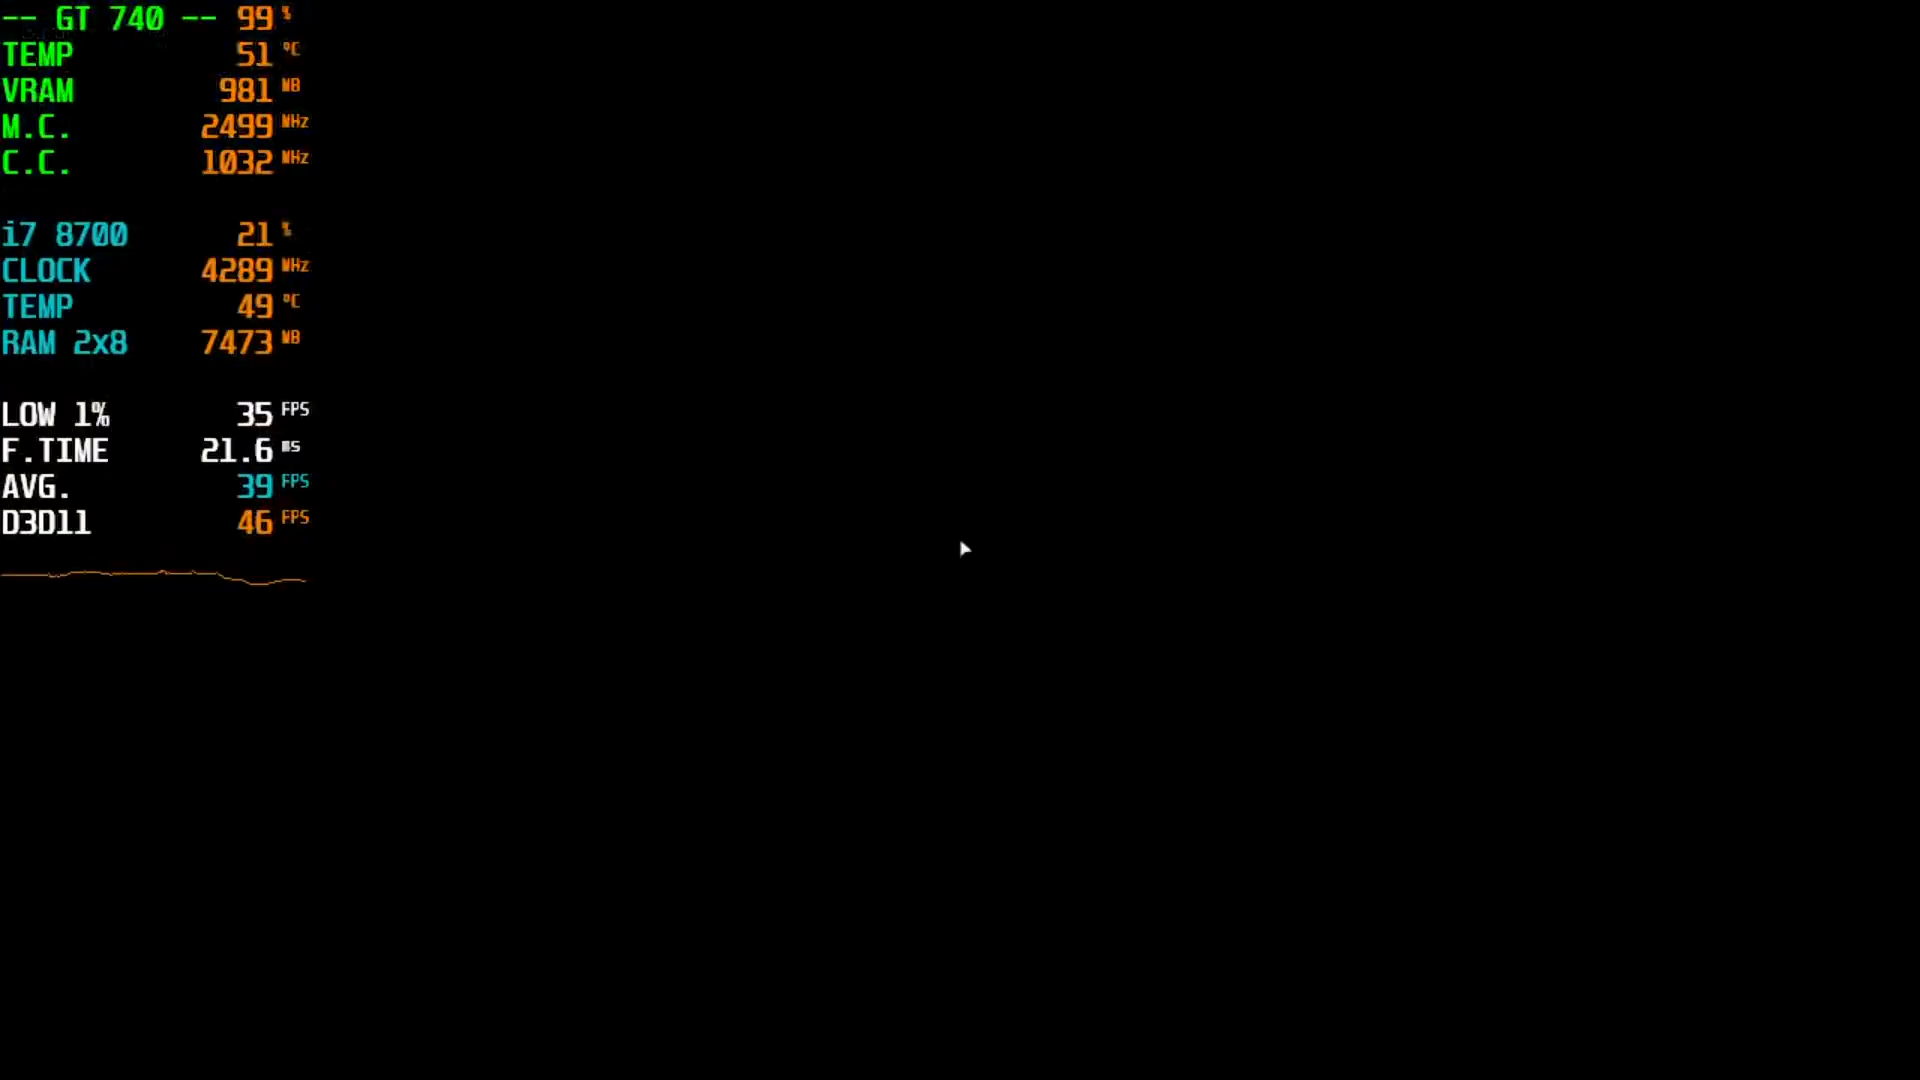 -- GT 740 -- 99 %
TEMP 51 °C
VRAM 981 MB
M.C. 2499 MHz
C.C. 1032 MHz
i7 8700 21 %
CLOCK 4289 MHz
TEMP 49 °C
RAM 2x8 7473 MB
LOW 1% 35 FPS
F.TIME 21.6 ms
AVG. 39 FPS
D3D11 46 FPS